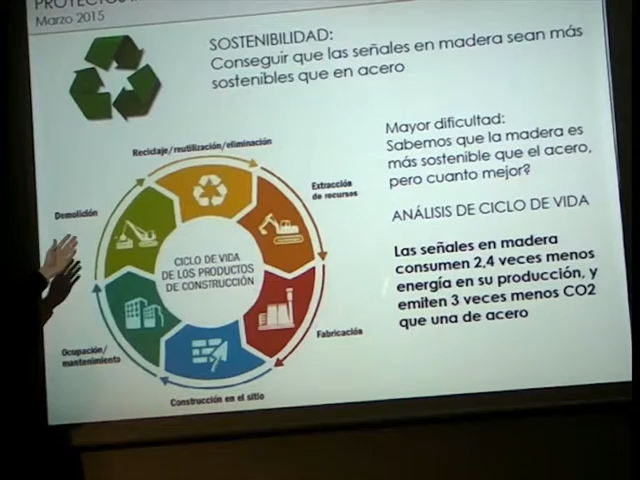 PROYECTOS
Marzo 2015
SOSTENIBILIDAD:
Conseguir que las señales en madera sean más
sostenibles que en acero
Mayor dificultad:
Sabemos que la madera es
más sostenible que el acero,
pero cuanto mejor?
ANÁLISIS DE CICLO DE VIDA
Las señales en madera
consumen 2,4 veces menos
energía en su producción, y
emiten 3 veces menos CO2
que una de acero
Reciclaje/reutilización/eliminación
Extracción
de recursos
Fabricación
Construcción en el sitio
Ocupación/
mantenimiento
Demolición
CICLO DE VIDA
DE LOS PRODUCTOS
DE CONSTRUCCIÓN